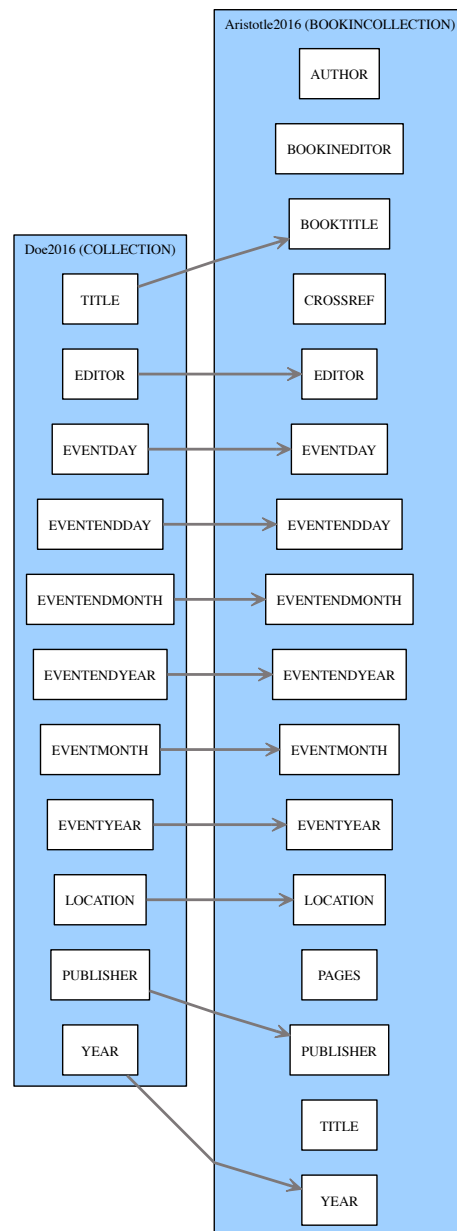 Doe2016 (COLLECTION)
TITLE
EDITOR
EVENTDAY
EVENTENDDAY
EVENTENDMONTH
EVENTENDYEAR
EVENTMONTH
EVENTYEAR
LOCATION
PUBLISHER
YEAR
Aristotle2016 (BOOKINCOLLECTION)
AUTHOR
BOOKINEDITOR
BOOKTITLE
CROSSREF
EDITOR
EVENTDAY
EVENTENDDAY
EVENTENDMONTH
EVENTENDYEAR
EVENTMONTH
EVENTYEAR
LOCATION
PAGES
PUBLISHER
TITLE
YEAR